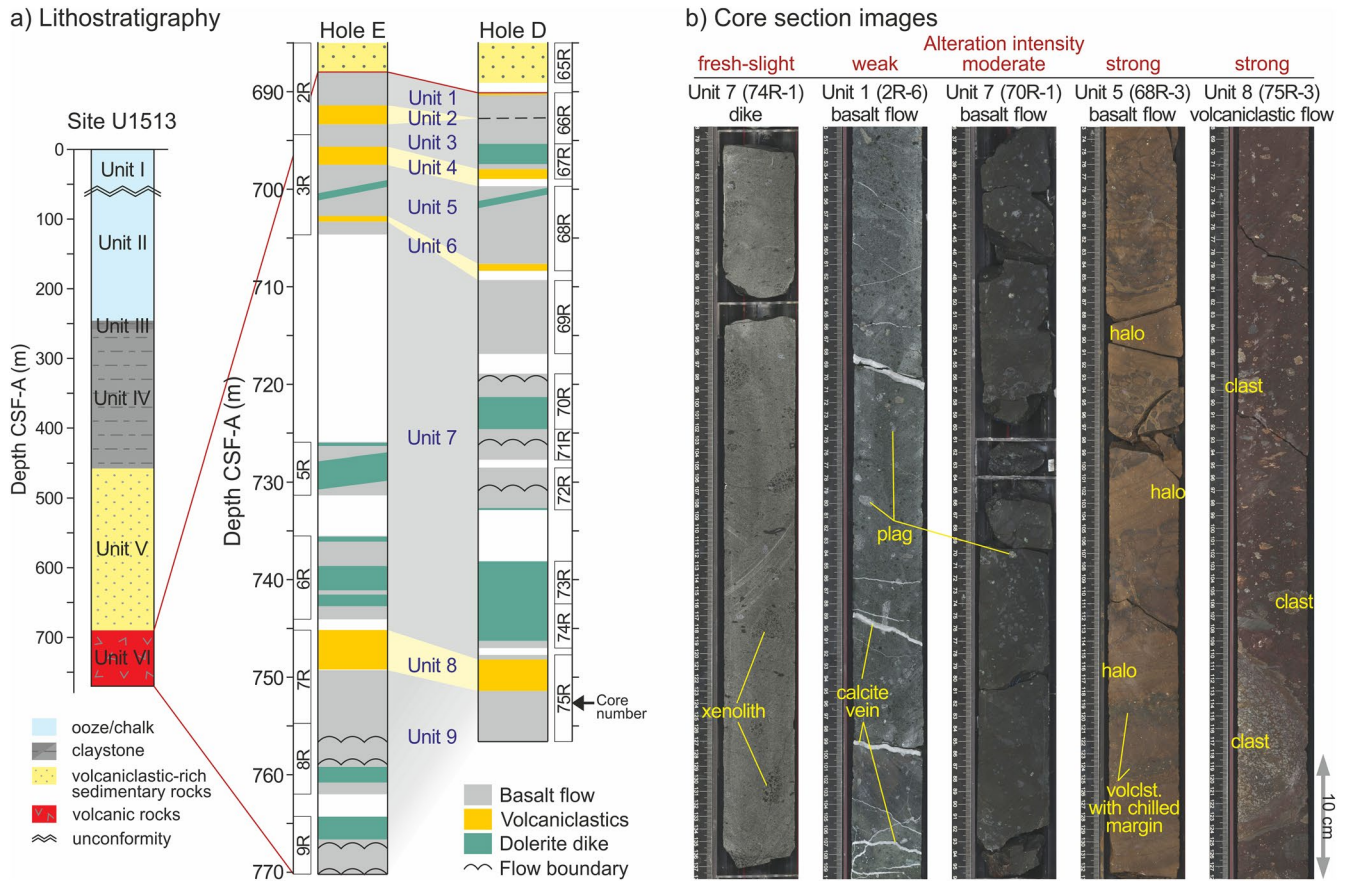 a) Lithostratigraphy
Site U1513
Depth CSF-A (m)
0
100
200
300
400
500
600
700
Unit I
Unit II
Unit III
Unit IV
Unit V
Unit VI
ooze/chalk
claystone
volcaniclastic-rich
sedimentary rocks
volcanic rocks
unconformity
Hole E
Hole D
Depth CSF-A (m)
690
700
710
720
730
740
750
760
770
2R
3R
5R
6R
7R
8R
9R
Unit 1
Unit 2
Unit 3
Unit 4
Unit 5
Unit 6
Unit 7
Unit 8
Unit 9
65R
66R
67R
68R
69R
70R
71R
72R
73R
74R
75R
Core
number
Basalt flow
Volcaniclastics
Dolerite dike
Flow boundary
b) Core section images
Alteration intensity
fresh-slight
weak
moderate
strong
strong
Unit 7 (74R-1)
dike
Unit 1 (2R-6)
basalt flow
Unit 7 (70R-1)
basalt flow
Unit 5 (68R-3)
basalt flow
Unit 8 (75R-3)
volcaniclastic flow
xenolith
plag
calcite
vein
halo
halo
halo
volclst.
with chilled
margin
clast
clast
clast
10 cm